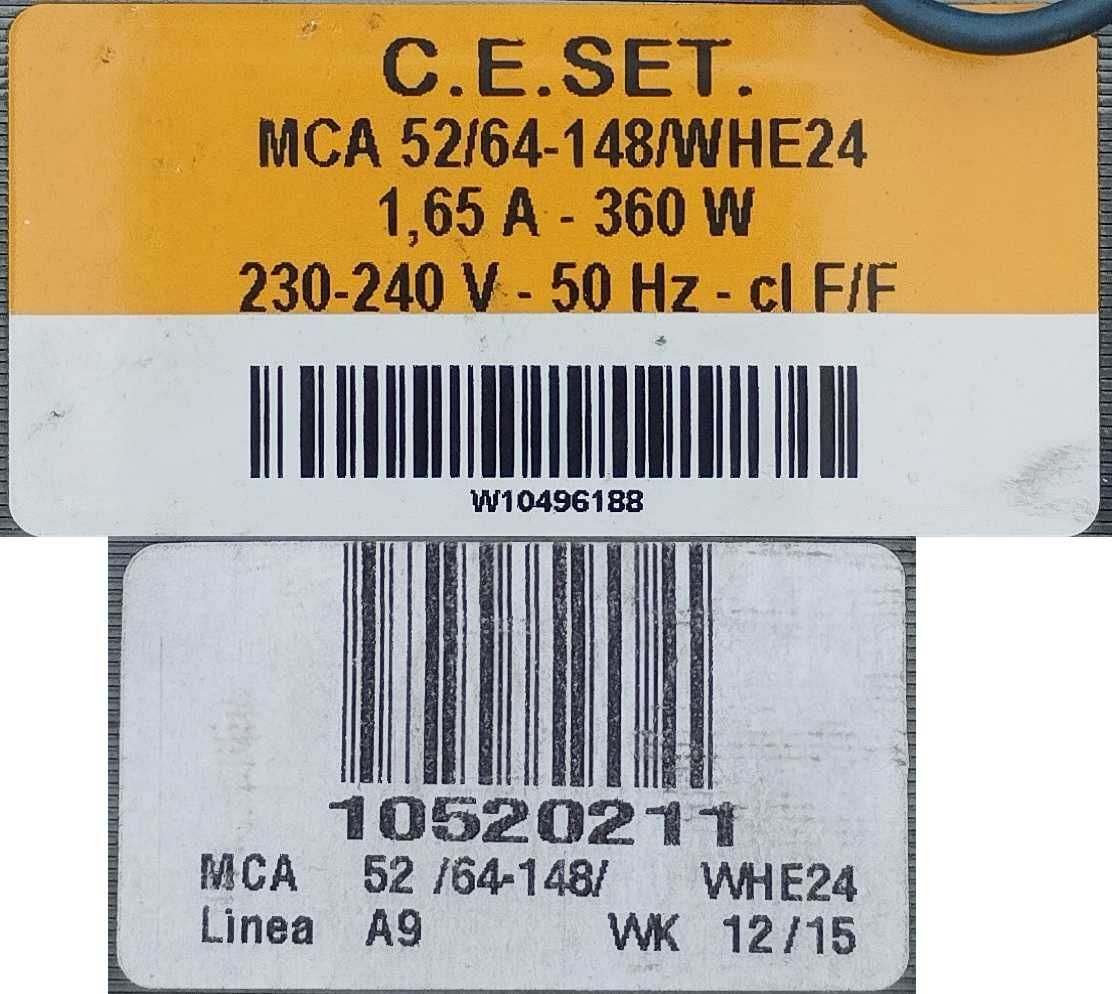 C.E.SET.
MCA 52/64-148/WHE24
1,65 A - 360 W
230-240 V - 50 Hz - cl F/F
W10496188
10520211
MCA 52 /64-148/ WHE24
Linea A9 WK 12/15